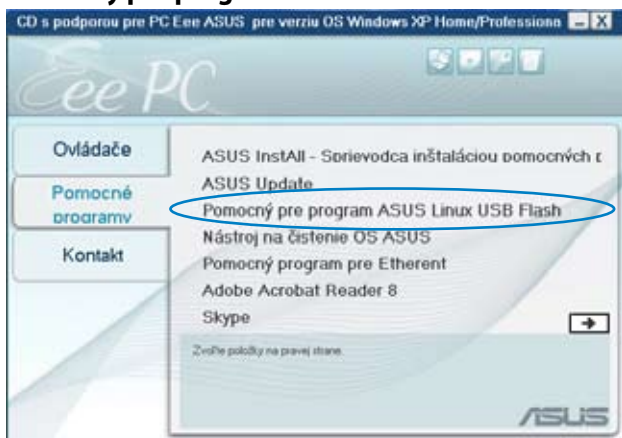 CD s podporou pre PC Eee ASUS pre verziu OS Windows XP Home/Professionn
Eee PC
Ovládače
Pomocné
programy
Kontakt
ASUS InstAll - Sprievodca inštaláciou pomocných p
ASUS Update
Pomocný pre program ASUS Linux USB Flash
Nástroj na čistenie OS ASUS
Pomocný program pre Etherent
Adobe Acrobat Reader 8
Skype
Zvoľte položky na pravej strane.
ASUS